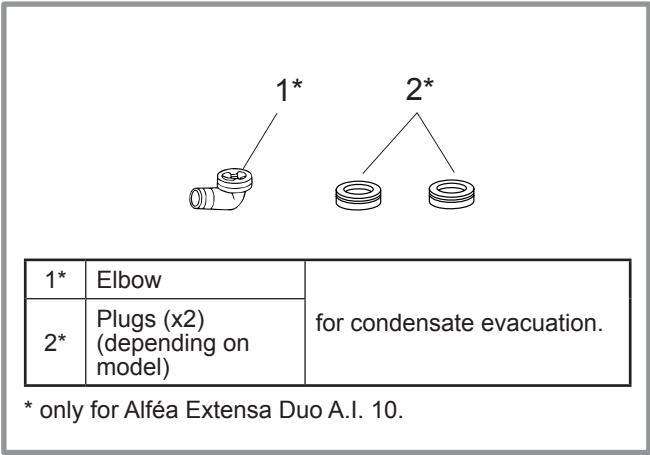 1* 2*
1* Elbow
2* Plugs (x2)
(depending on
model)
for condensate evacuation.
* only for Alféa Extensa Duo A.I. 10.